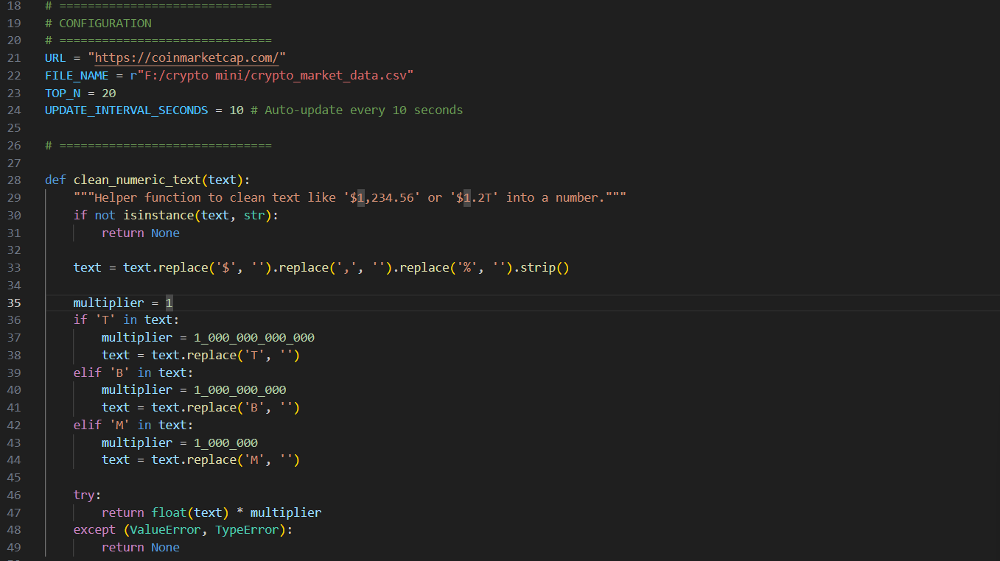 18 # ==============================
19 # CONFIGURATION
20 # ==============================
21 URL = "https://coinmarketcap.com/"
22 FILE_NAME = r"F:/crypto mini/crypto_market_data.csv"
23 TOP_N = 20
24 UPDATE_INTERVAL_SECONDS = 10 # Auto-update every 10 seconds
25
26 # ==============================
27
28 def clean_numeric_text(text):
29     """Helper function to clean text like '$1,234.56' or '$1.2T' into a number."""
30     if not isinstance(text, str):
31         return None
32
33     text = text.replace('$', '').replace(',', '').replace('%', '').strip()
34
35     multiplier = 1
36     if 'T' in text:
37         multiplier = 1_000_000_000_000
38         text = text.replace('T', '')
39     elif 'B' in text:
40         multiplier = 1_000_000_000
41         text = text.replace('B', '')
42     elif 'M' in text:
43         multiplier = 1_000_000
44         text = text.replace('M', '')
45
46     try:
47         return float(text) * multiplier
48     except (ValueError, TypeError):
49         return None